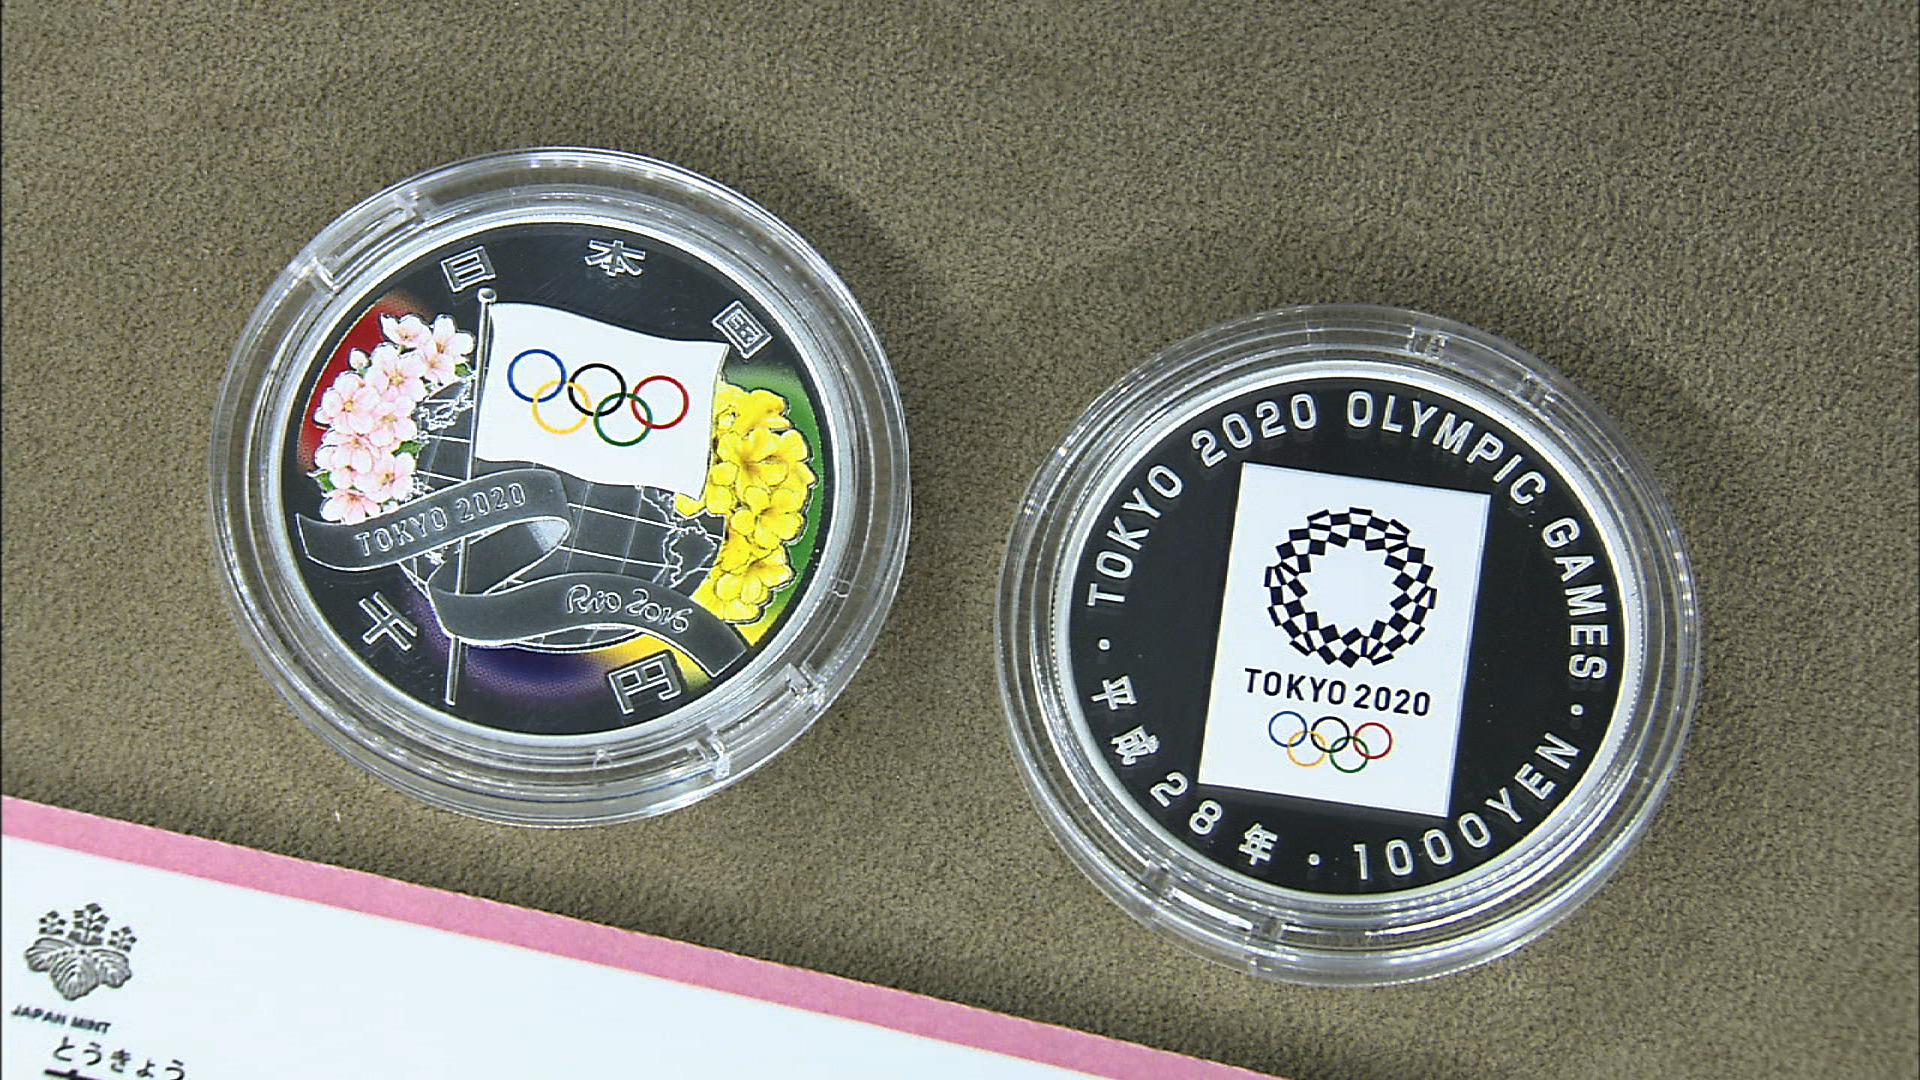 日本国
TOKYO 2020
Rio 2016
千円
TOKYO 2020 OLYMPIC GAMES
TOKYO 2020
平成28年・1000YEN
JAPAN MINT
とうきょう